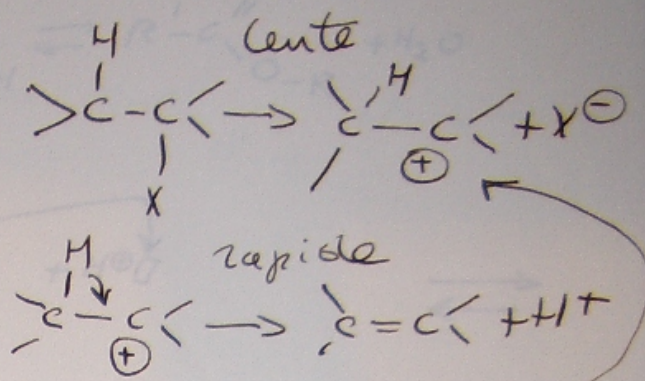 H lente
>C-C< → C-C< + X⊖
H
X ⊕
H rapide
C-C< → C=C< +H+
⊕